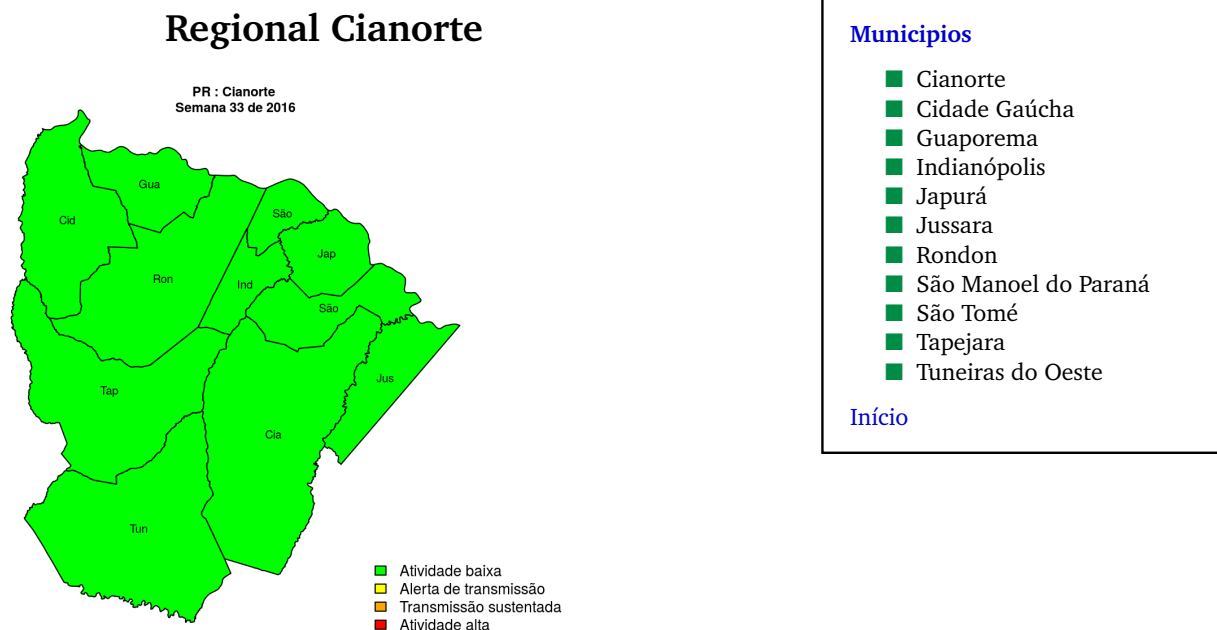 Regional Cianorte
PR : Cianorte
Semana 33 de 2016
Gua
Cid
São
Jap
Ron
Ind
São
Jus
Tap
Cia
Tun
Atividade baixa
Alerta de transmissão
Transmissão sustentada
Atividade alta
Municipios
Cianorte
Cidade Gaúcha
Guaporema
Indianópolis
Japurá
Jussara
Rondon
São Manoel do Paraná
São Tomé
Tapejara
Tuneiras do Oeste
Início